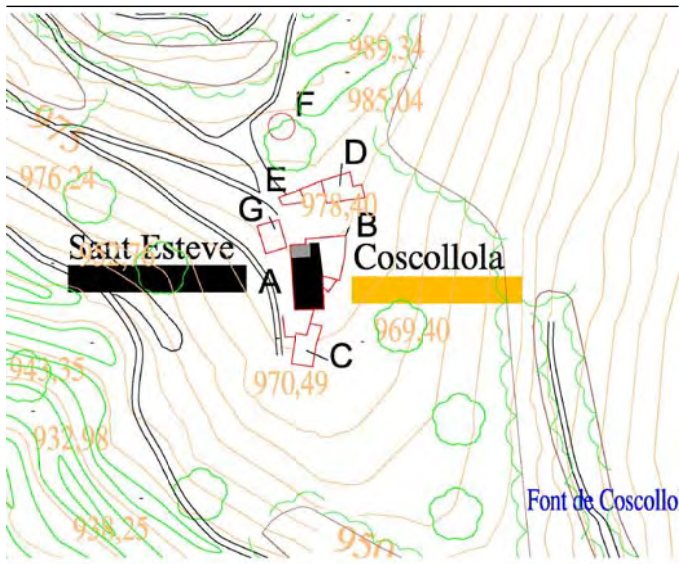 989,34
985,04
F
975
976,24
D
E
978,40
G
B
Sant Esteve
Coscollola
A
969,40
943,35
C
970,49
932,98
Font de Coscollo
938,25
950